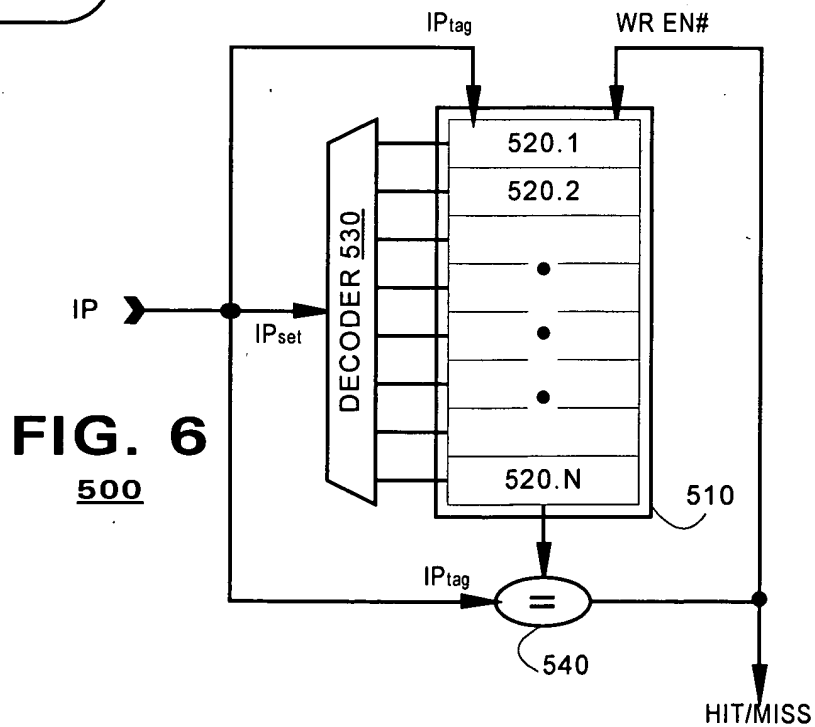 IPtag
WR EN#
520.1
520.2
DECODER 530
IP
IPset
FIG. 6
500
520.N
510
IPtag
=
540
HIT/MISS